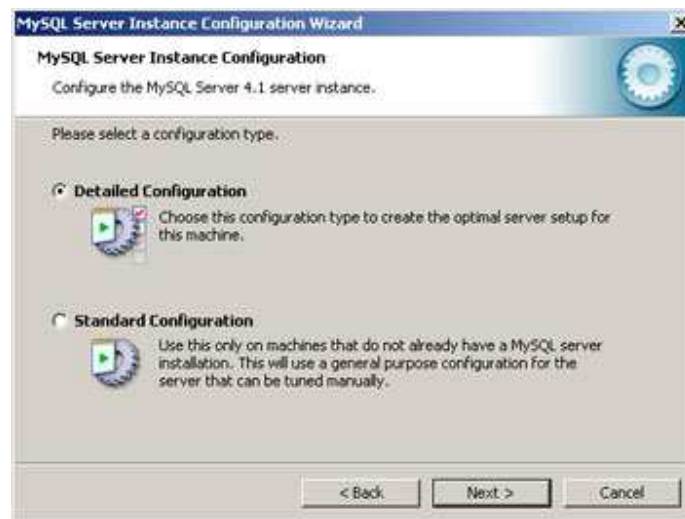 MySQL Server Instance Configuration Wizard
MySQL Server Instance Configuration
Configure the MySQL Server 4.1 server instance.
Please select a configuration type.
Detailed Configuration
Choose this configuration type to create the optimal server setup for
this machine.
Standard Configuration
Use this only on machines that do not already have a MySQL server
installation. This will use a general purpose configuration for the
server that can be tuned manually.
< Back
Next >
Cancel